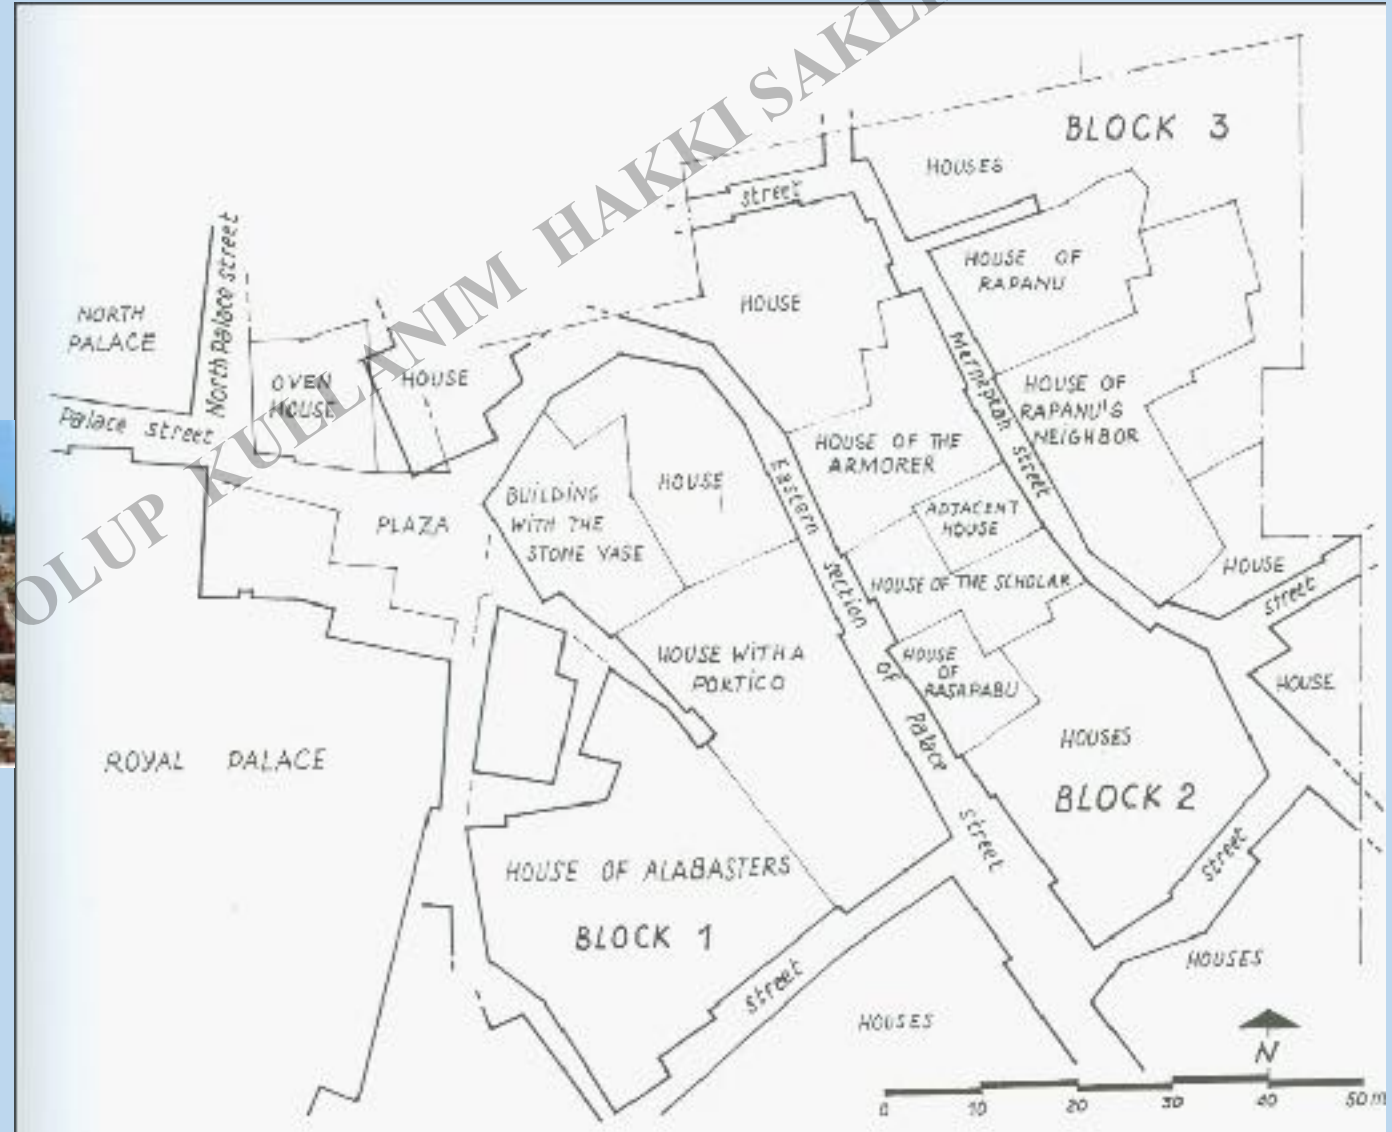 OLUP KULLANIM HAKKI SAKLI
BLOCK 3
HOUSES
street
HOUSE OF
RAPANU
HOUSE
NORTH
PALACE
North Palace street
OVEN
HOUSE
HOUSE
Palace street
Merneptah street
HOUSE OF
RAPANU'S
NEIGHBOR
HOUSE OF THE
ARMORER
HOUSE
BUILDING
WITH THE
STONE VASE
PLAZA
ADJACENT
HOUSE
Eastern section of Palace street
HOUSE OF THE SCHOLAR
HOUSE
street
HOUSE WITH A
PORTICO
HOUSE
OF
RASAPABU
HOUSE
ROYAL PALACE
HOUSES
BLOCK 2
HOUSE OF ALABASTERS
BLOCK 1
street
street
HOUSES
HOUSES
N
0 10 20 30 40 50 m